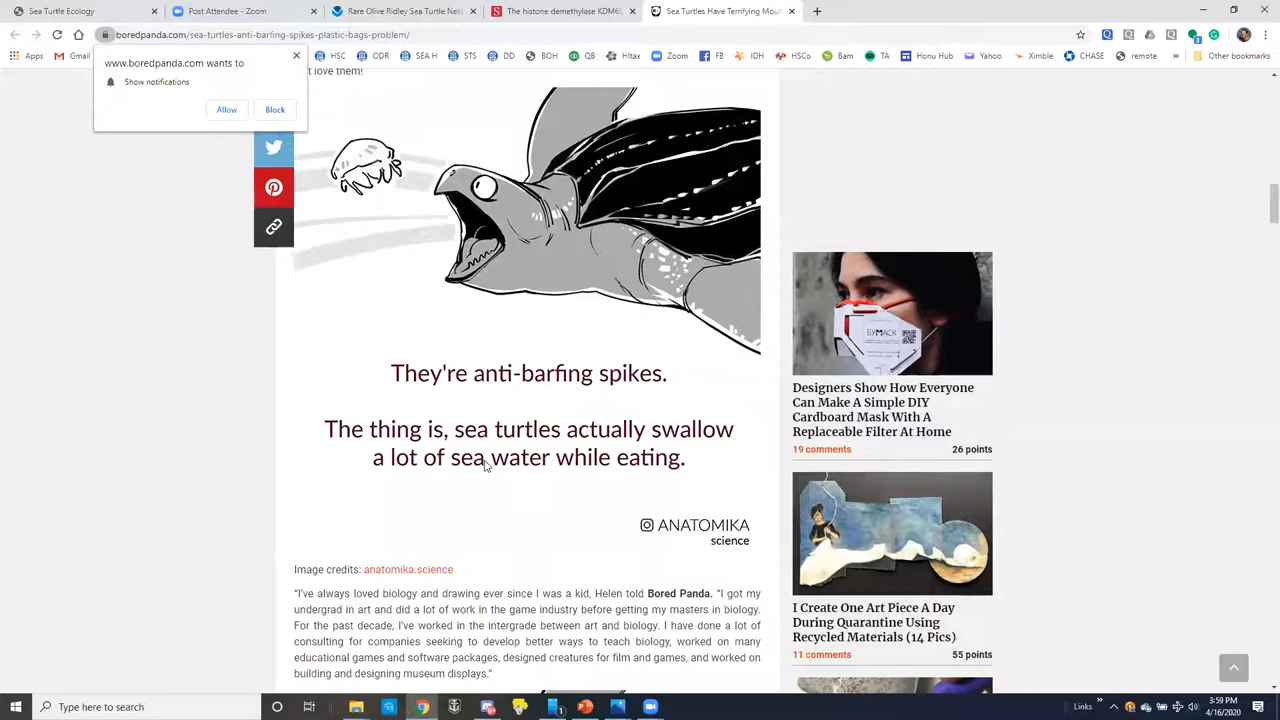 Sea Turtle Ecology
Post Attendee - Zoom
Rare Olive Ridley Sea Turtle Nets
The histone demethylase KDM6
Sea Turtles Have Terrifying Mou
boredpanda.com/sea-turtles-anti-barfing-spikes-plastic-bags-problem/
Apps
Gmail
HSC
OCR
SEA H
STS
DD
BOH
QB
HItax
Zoom
FB
IDH
HSCo
Bam
TA
Honu Hub
Yahoo
Ximble
CHASE
remote
»
Other bookmarks
www.boredpanda.com wants to
Show notifications
Allow
Block
t love them!
They're anti-barfing spikes.
The thing is, sea turtles actually swallow
a lot of sea water while eating.
ANATOMIKA
science
Image credits: anatomika.science
“I've always loved biology and drawing ever since I was a kid, Helen told Bored Panda. “I got my
undergrad in art and did a lot of work in the game industry before getting my masters in biology.
For the past decade, I've worked in the intergrade between art and biology. I have done a lot of
consulting for companies seeking to develop better ways to teach biology, worked on many
educational games and software packages, designed creatures for film and games, and worked on
building and designing museum displays.”
БУМАСК
Designers Show How Everyone
Can Make A Simple DIY
Cardboard Mask With A
Replaceable Filter At Home
19 comments
26 points
I Create One Art Piece A Day
During Quarantine Using
Recycled Materials (14 Pics)
11 comments
55 points
Type here to search
Links
»
3:59 PM
4/16/2020